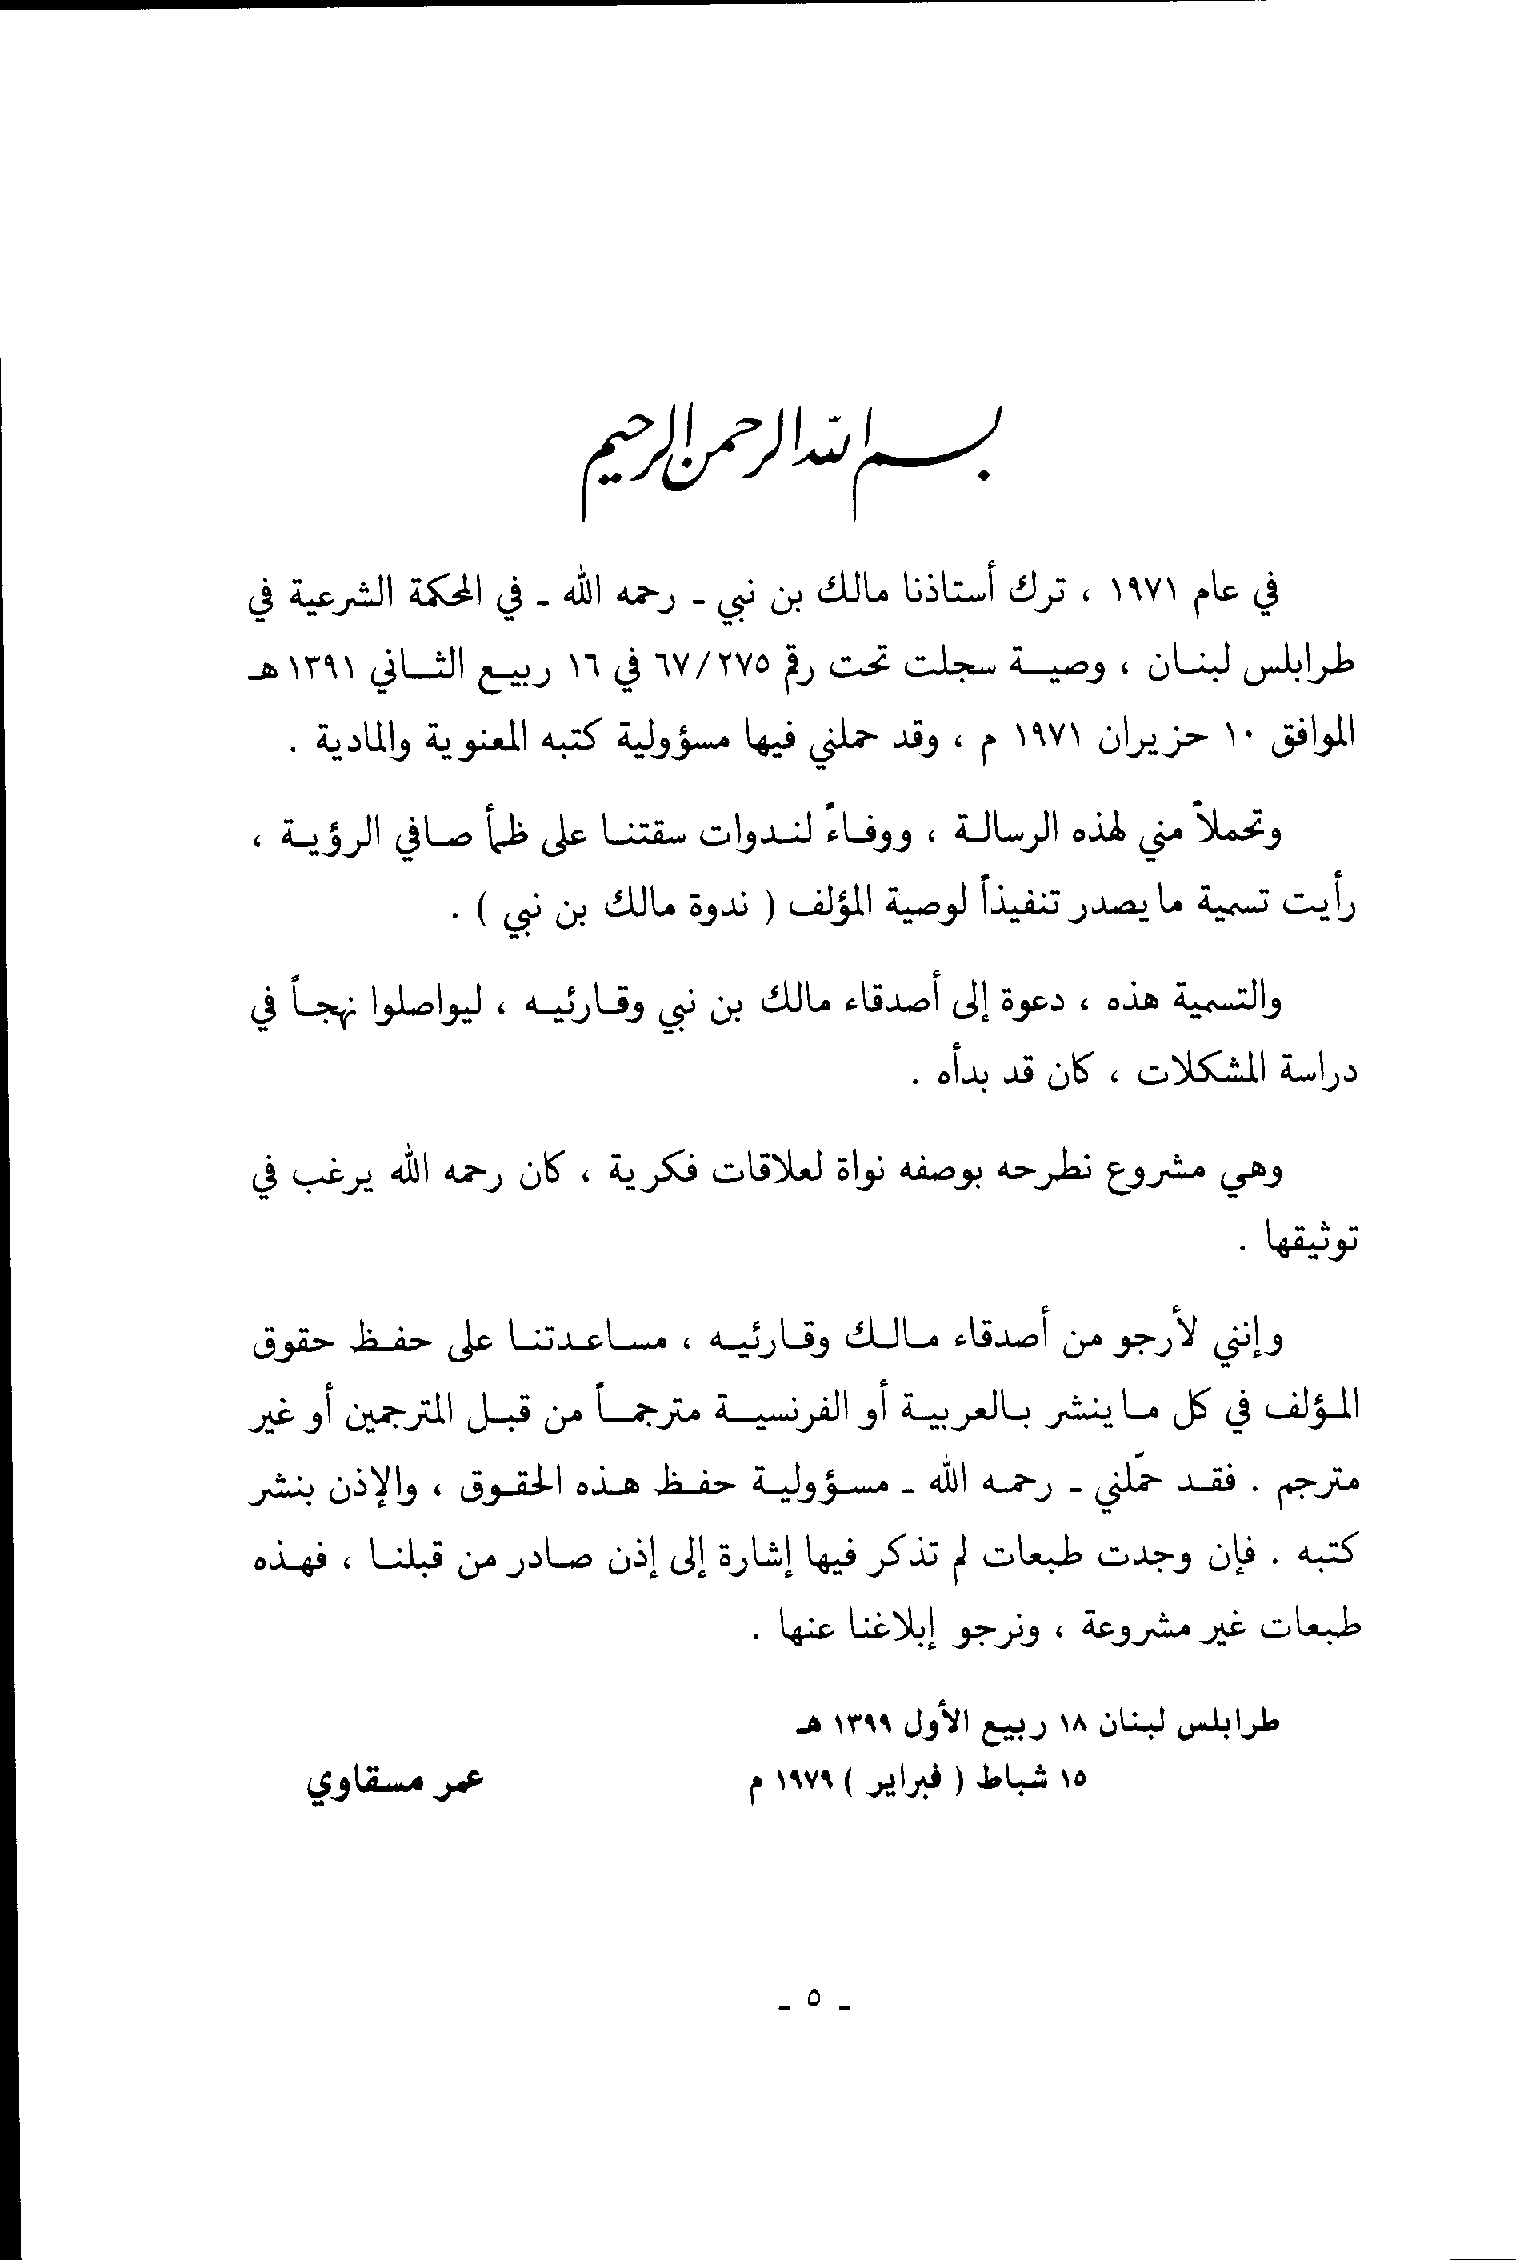 بسم الله الرحمن الرحيم
في عام ١٩٧١ ، ترك أستاذنا مالك بن نبي ـ رحمه الله ـ في المحكمة الشرعية في
طرابلس لبنان ، وصية سجلت تحت رقم ٦٧/٢٧٥ في ١٦ ربيع الثاني ١٣٩١ هـ
الموافق ١٠ حزيران ١٩٧١ م ، وقد حملني فيها مسؤولية كتبه المعنوية والمادية .
وتحملاً مني لهذه الرسالة ، ووفاءً لندوات سقتنا على ظمأ صافي الرؤية ،
رأيت تسمية ما يصدر تنفيذاً لوصية المؤلف ( ندوة مالك بن نبي ) .
والتسمية هذه ، دعوة إلى أصدقاء مالك بن نبي وقارئيه ، ليواصلوا نهجاً في
دراسة المشكلات ، كان قد بدأه .
وهي مشروع نطرحه بوصفه نواة لعلاقات فكرية ، كان رحمه الله يرغب في
توثيقها .
وإنني لأرجو من أصدقاء مالك وقارئيه ، مساعدتنا على حفظ حقوق
المؤلف في كل ما ينشر بالعربية أو الفرنسية مترجماً من قبل المترجمين أو غير
مترجم . فقد حمّلني ـ رحمه الله ـ مسؤولية حفظ هذه الحقوق ، والإذن بنشر
كتبه . فإن وجدت طبعات لم تذكر فيها إشارة إلى إذن صادر من قبلنا ، فهذه
طبعات غير مشروعة ، ونرجو إبلاغنا عنها .
طرابلس لبنان ١٨ ربيع الأول ١٣٩٩ هـ
١٥ شباط ( فبراير ) ١٩٧٩ م عمر مسقاوي
ـ ٥ ـ